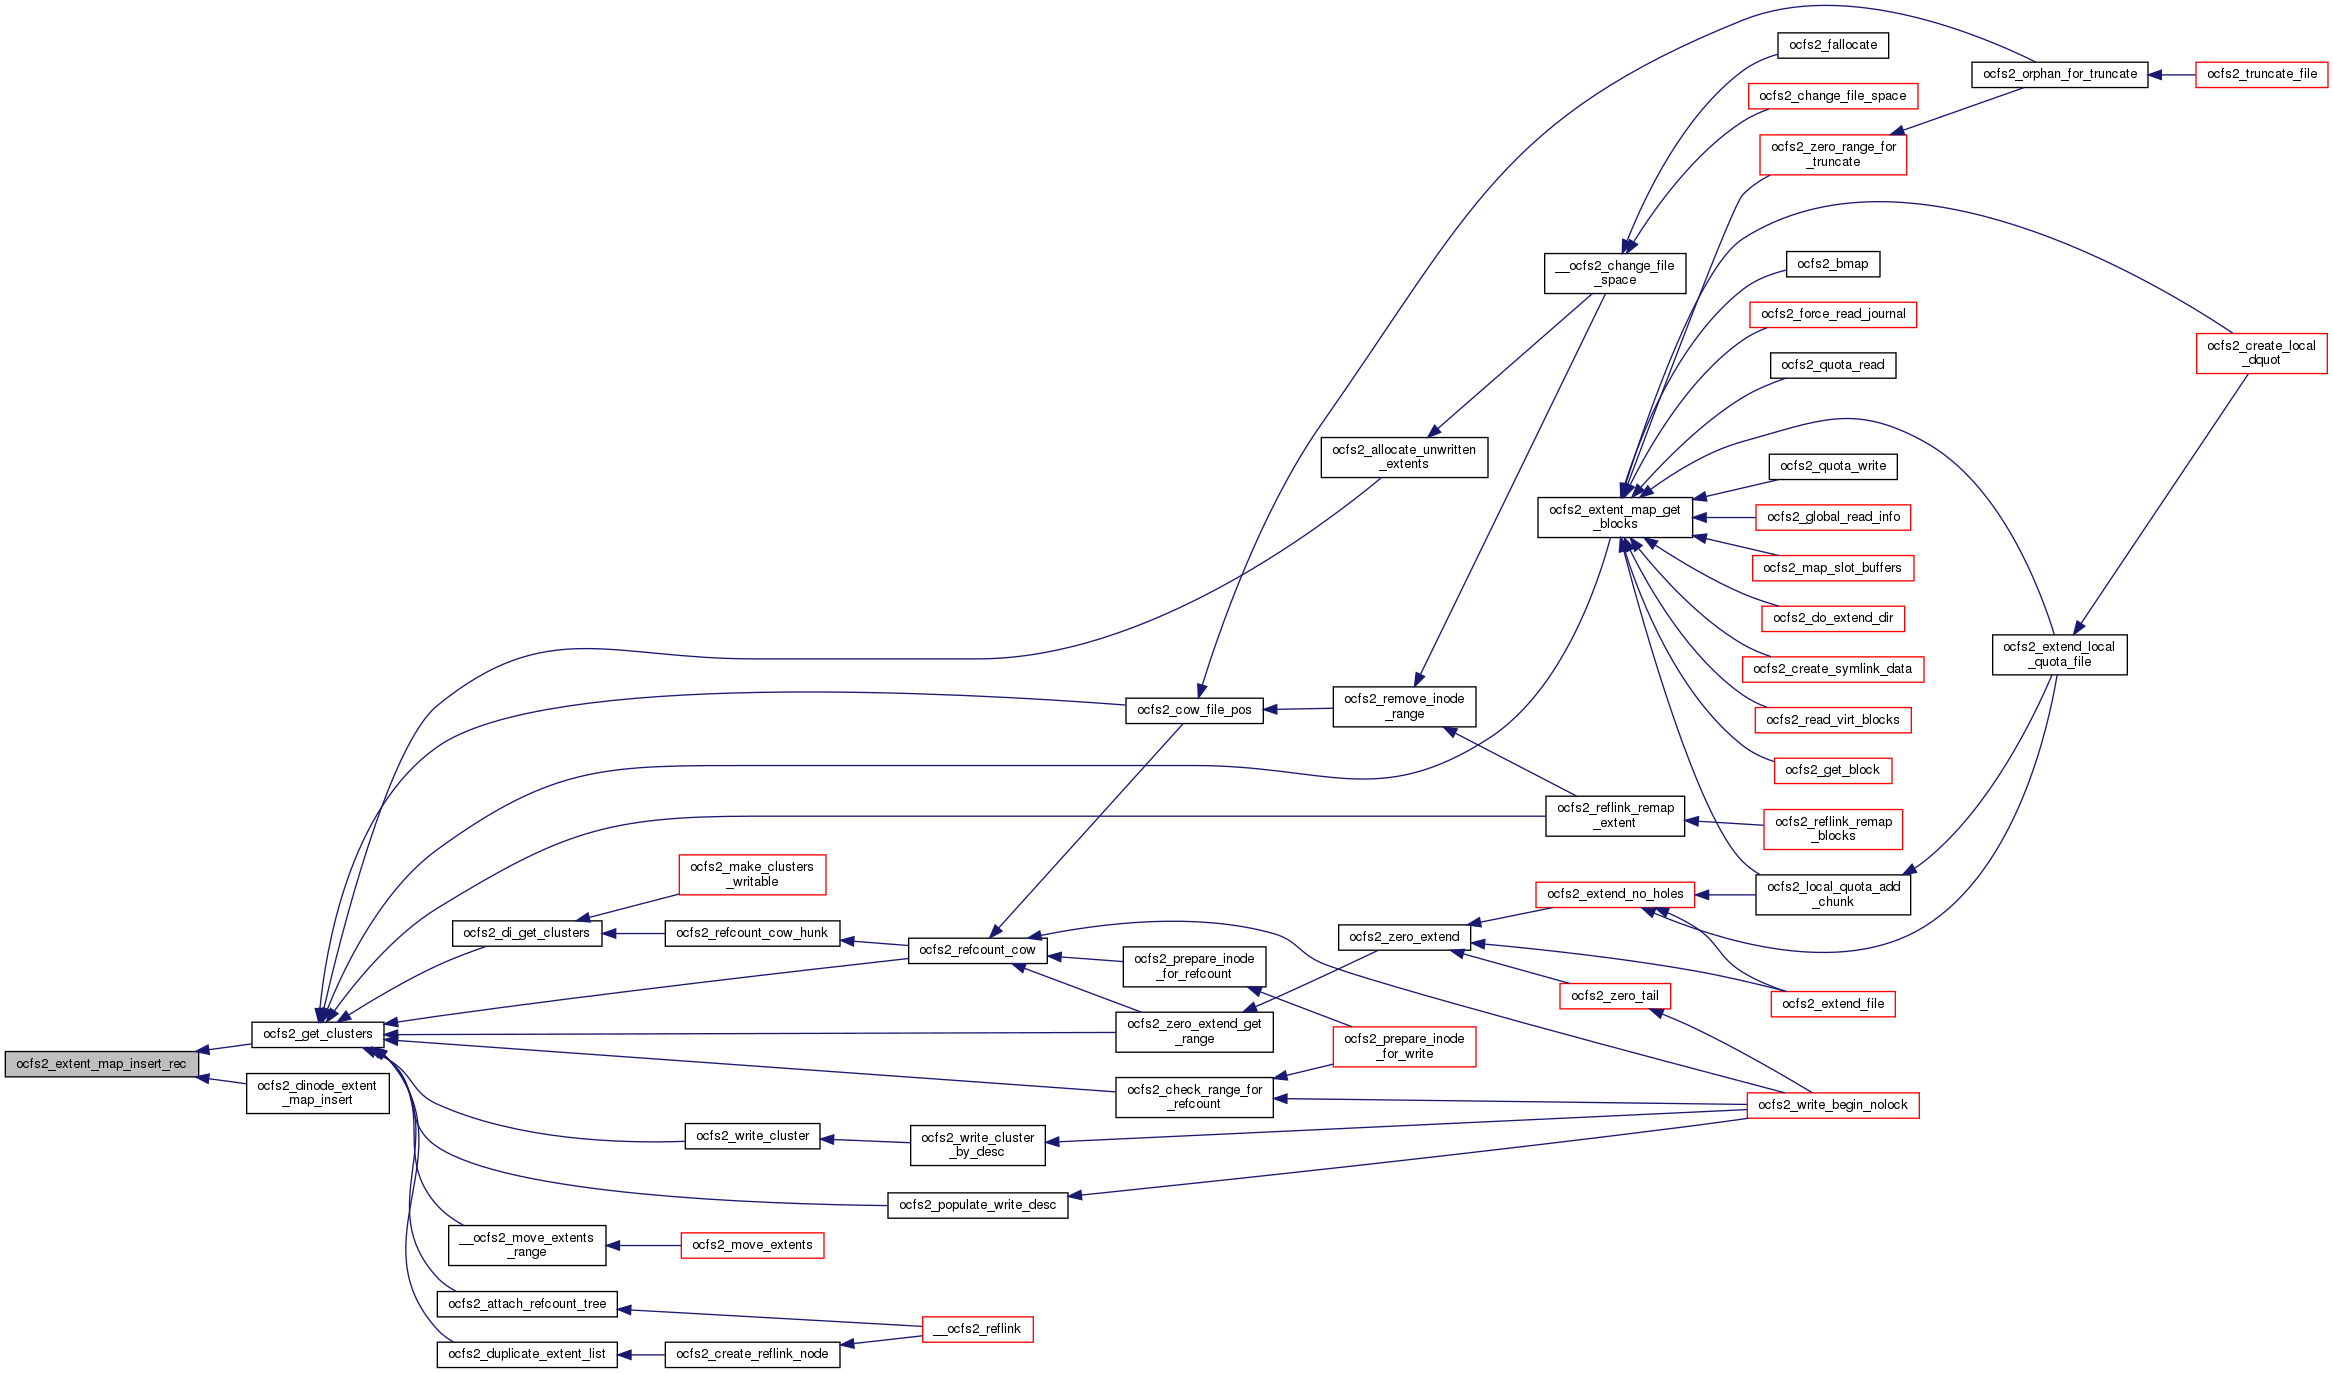 ocfs2_extent_map_insert_rec
ocfs2_get_clusters
ocfs2_dinode_extent
_map_insert
ocfs2_di_get_clusters
__ocfs2_move_extents
_range
ocfs2_attach_refcount_tree
ocfs2_duplicate_extent_list
ocfs2_make_clusters
_writable
ocfs2_refcount_cow_hunk
ocfs2_write_cluster
ocfs2_move_extents
ocfs2_create_reflink_node
ocfs2_refcount_cow
ocfs2_write_cluster
_by_desc
ocfs2_populate_write_desc
__ocfs2_reflink
ocfs2_cow_file_pos
ocfs2_prepare_inode
_for_refcount
ocfs2_zero_extend_get
_range
ocfs2_check_range_for
_refcount
ocfs2_allocate_unwritten
_extents
ocfs2_remove_inode
_range
ocfs2_zero_extend
ocfs2_prepare_inode
_for_write
__ocfs2_change_file
_space
ocfs2_extent_map_get
_blocks
ocfs2_reflink_remap
_extent
ocfs2_extend_no_holes
ocfs2_zero_tail
ocfs2_fallocate
ocfs2_change_file_space
ocfs2_zero_range_for
_truncate
ocfs2_bmap
ocfs2_force_read_journal
ocfs2_quota_read
ocfs2_quota_write
ocfs2_global_read_info
ocfs2_map_slot_buffers
ocfs2_do_extend_dir
ocfs2_create_symlink_data
ocfs2_read_virt_blocks
ocfs2_get_block
ocfs2_reflink_remap
_blocks
ocfs2_local_quota_add
_chunk
ocfs2_extend_file
ocfs2_write_begin_nolock
ocfs2_orphan_for_truncate
ocfs2_extend_local
_quota_file
ocfs2_truncate_file
ocfs2_create_local
_dquot